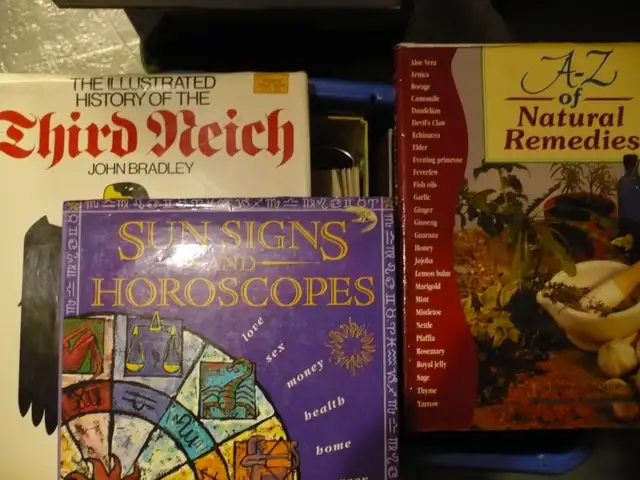 THE ILLUSTRATED
HISTORY OF THE
Third Reich
JOHN BRADLEY
SUN SIGNS
AND
HOROSCOPES
love
sex
money
health
home
A-Z
of
Natural
Remedies
Aloe Vera
Arnica
Borage
Camomile
Dandelion
Devil's Claw
Echinacea
Elder
Evening primrose
Feverfew
Fish oils
Garlic
Ginger
Ginseng
Guarana
Honey
Jojoba
Lemon balm
Marigold
Mint
Mistletoe
Nettle
Pfaffia
Rosemary
Royal jelly
Sage
Thyme
Yarrow